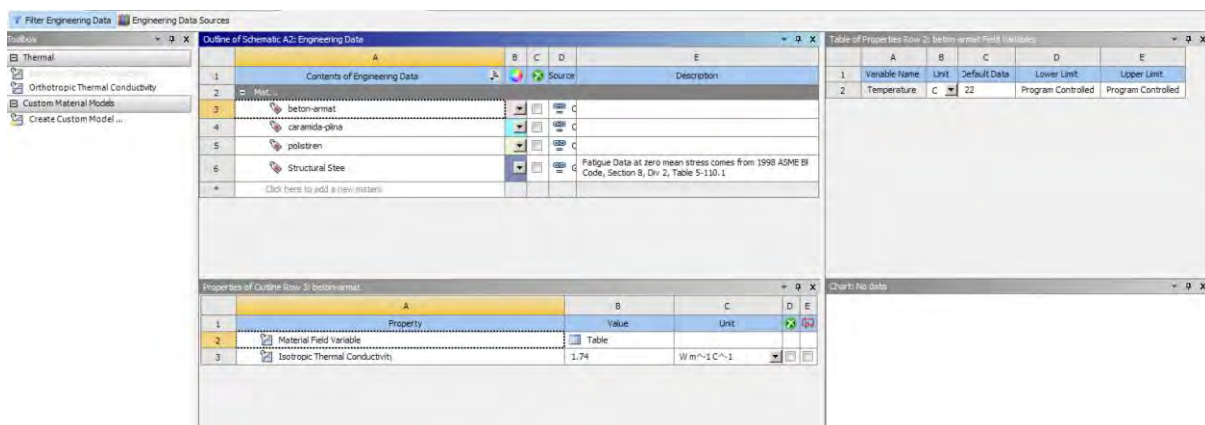 Filter Engineering Data Engineering Data Sources
Toolbox
Thermal
Orthotropic Thermal Conductivity
Custom Material Models
Create Custom Model ...
Outline of Schematic A2: Engineering Data
A B C D E
1 Contents of Engineering Data Source Description
2 Mat...
3 beton-armat
4 caramida-plina
5 polistiren
6 Structural Stee Fatigue Data at zero mean stress comes from 1998 ASME
Code, Section 8, Div 2, Table 5-110.1
* Click here to add a new materi
Properties of Outline Row 3: beton-armat
A B C D E
1 Property Value Unit
2 Material Field Variable Table
3 Isotropic Thermal Conductivity 1.74 W m^-1 C^-1
Table of Properties Row 2: beton-armat Field Variables
A B C D E
1 Variable Name Unit Default Data Lower Limit Upper Limit
2 Temperature C 22 Program Controlled Program Controlled
Chart: No data